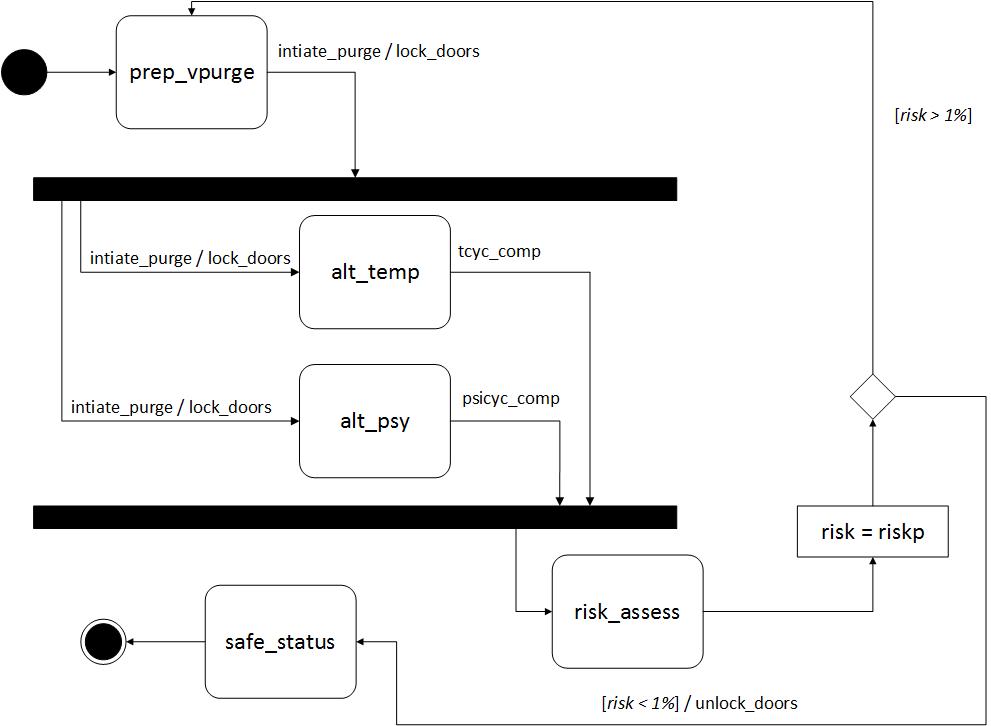 intiate_purge / lock_doors
prep_vpurge
[risk > 1%]
intiate_purge / lock_doors
tcyc_comp
alt_temp
intiate_purge / lock_doors
psicyc_comp
alt_psy
risk = riskp
risk_assess
safe_status
[risk < 1%] / unlock_doors